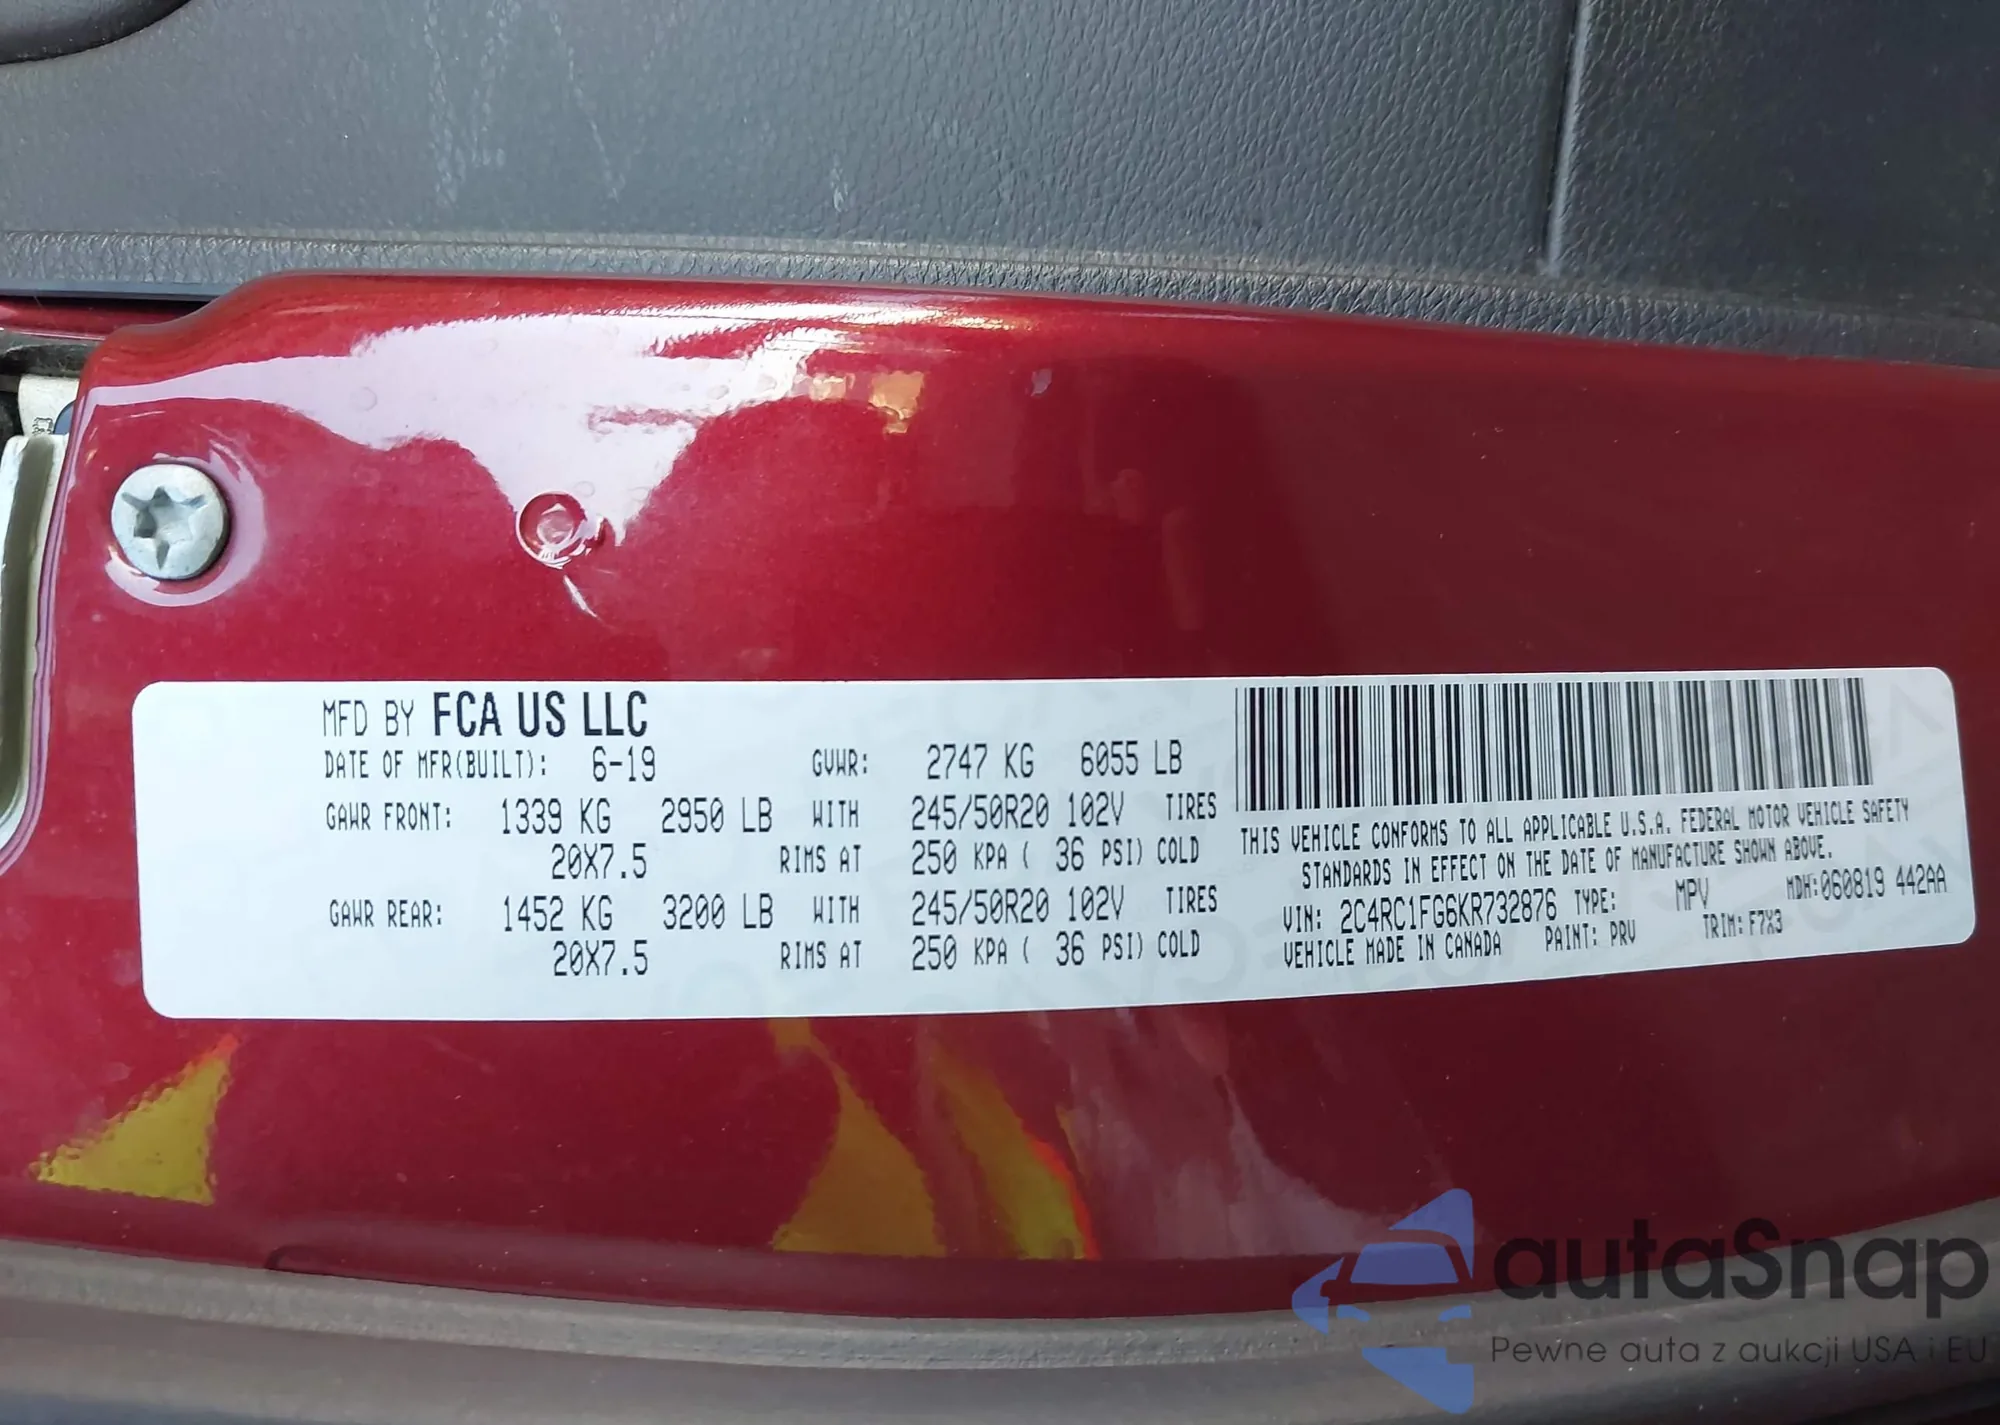 MFD BY FCA US LLC
DATE OF MFR(BUILT): 6-19 GVWR: 2747 KG 6055 LB
GAWR FRONT: 1339 KG 2950 LB WITH 245/50R20 102V TIRES
20X7.5 RIMS AT 250 KPA ( 36 PSI) COLD
GAWR REAR: 1452 KG 3200 LB WITH 245/50R20 102V TIRES
20X7.5 RIMS AT 250 KPA ( 36 PSI) COLD
THIS VEHICLE CONFORMS TO ALL APPLICABLE U.S.A. FEDERAL MOTOR VEHICLE SAFETY
STANDARDS IN EFFECT ON THE DATE OF MANUFACTURE SHOWN ABOVE.
VIN: 2C4RC1FG6KR732876 TYPE: MPV MDH:060819 442AA
VEHICLE MADE IN CANADA PAINT: PRV TRIM: F7X3
autaSnap
Pewne auta z aukcji USA i EU